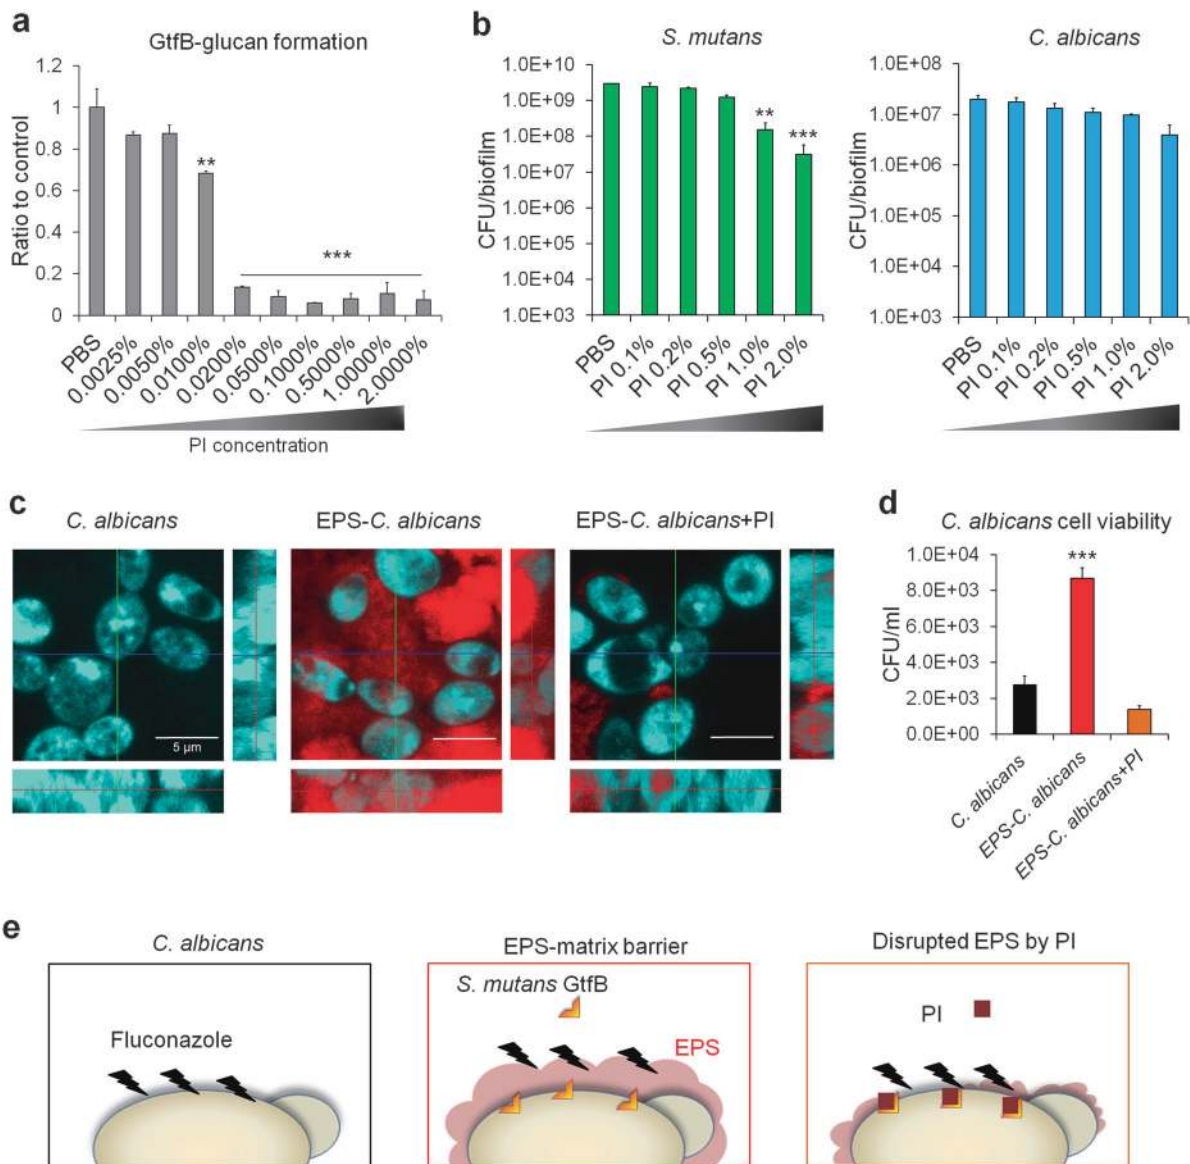 a
GtfB-glucan formation
Ratio to control
1.2
1
0.8
0.6
0.4
0.2
0
**
***
PBS
0.0025%
0.0050%
0.0100%
0.0200%
0.0500%
0.1000%
0.5000%
1.0000%
2.0000%
PI concentration
b
S. mutans
CFU/biofilm
1.0E+10
1.0E+09
1.0E+08
1.0E+07
1.0E+06
1.0E+05
1.0E+04
1.0E+03
**
***
PBS
PI 0.1%
PI 0.2%
PI 0.5%
PI 1.0%
PI 2.0%
C. albicans
CFU/biofilm
1.0E+08
1.0E+07
1.0E+06
1.0E+05
1.0E+04
1.0E+03
PBS
PI 0.1%
PI 0.2%
PI 0.5%
PI 1.0%
PI 2.0%
c
C. albicans
EPS-C. albicans
EPS-C. albicans+PI
5 µm
d
C. albicans cell viability
CFU/ml
1.0E+04
8.0E+03
6.0E+03
4.0E+03
2.0E+03
0.0E+00
***
C. albicans
EPS-C. albicans
EPS-C. albicans+PI
e
C. albicans
Fluconazole
EPS-matrix barrier
S. mutans GtfB
EPS
Disrupted EPS by PI
PI